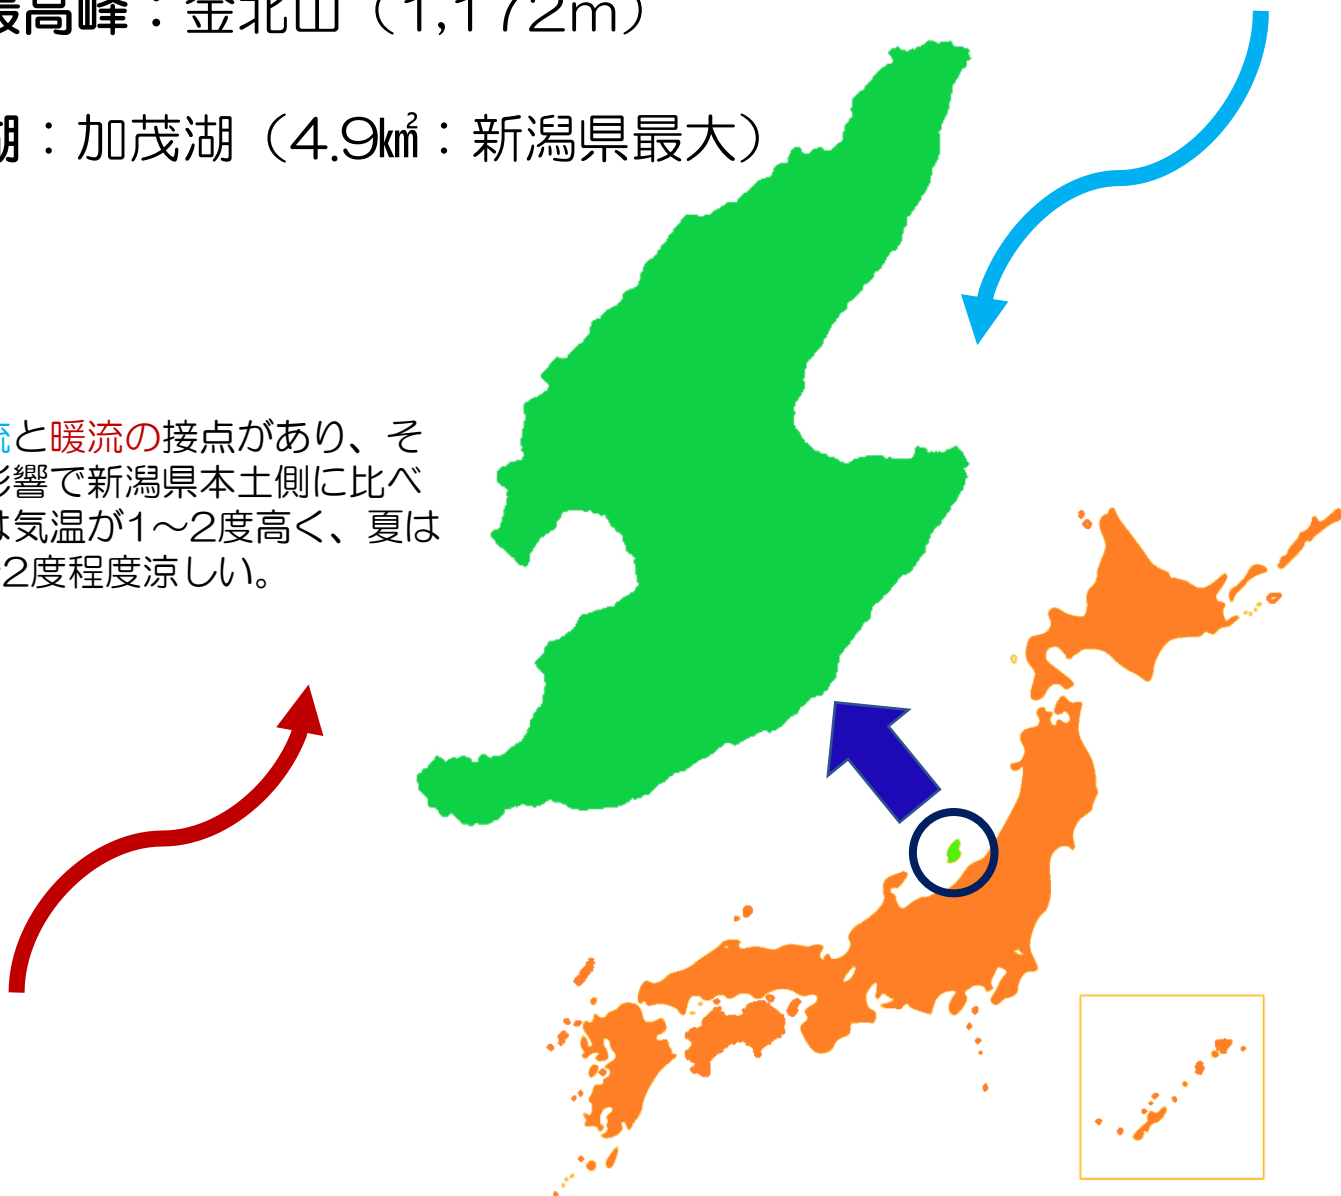 最高峰：金北山（1,172m）
湖：加茂湖（4.9㎢：新潟県最大）
流と暖流の接点があり、そ
影響で新潟県本土側に比べ
は気温が1～2度高く、夏は
2度程度涼しい。